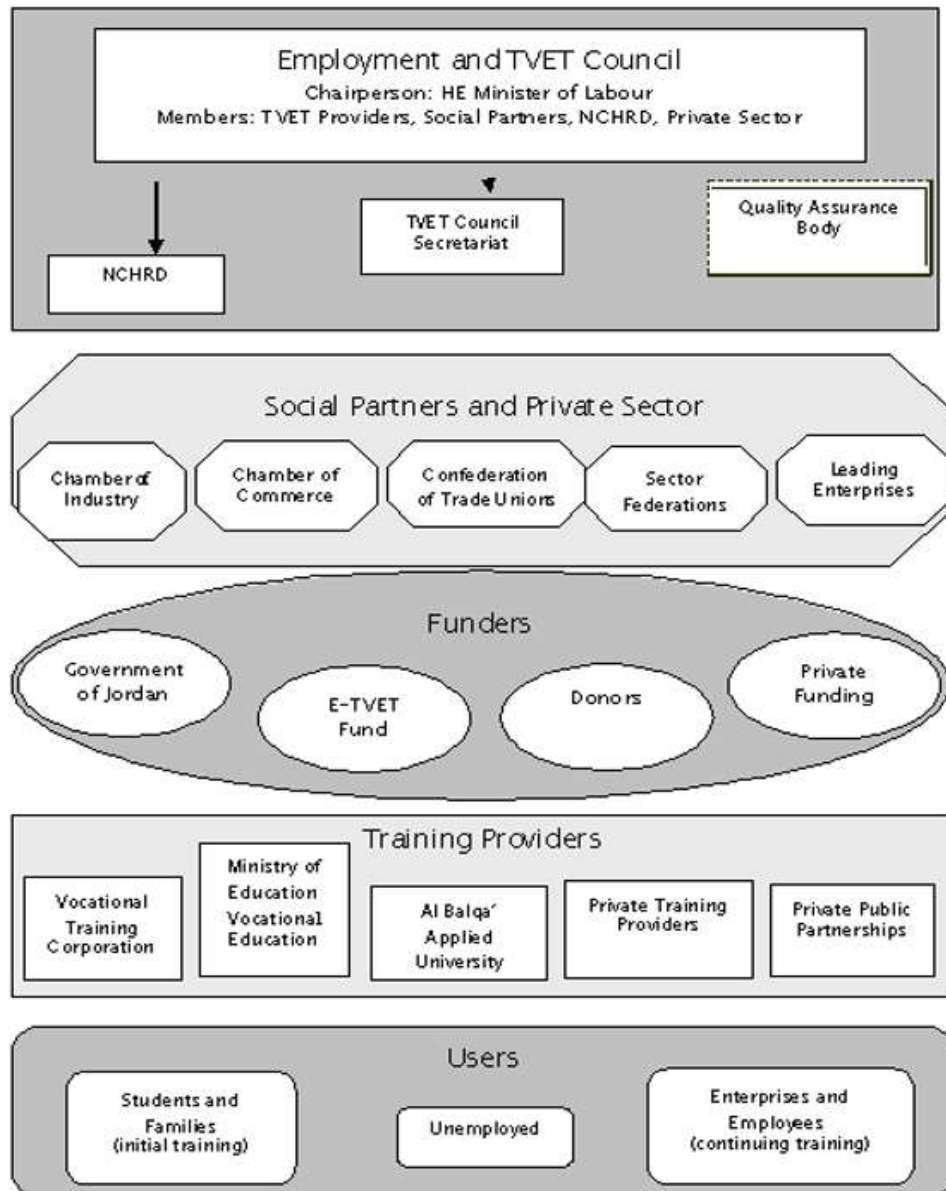 Employment and TVET Council
Chairperson: HE Minister of Labour
Members: TVET Providers, Social Partners, NCHRD, Private Sector
NCHRD
TVET Council
Secretariat
Quality Assurance
Body
Social Partners and Private Sector
Chamber of
Industry
Chamber of
Commerce
Confederation
of Trade Unions
Sector
Federations
Leading
Enterprises
Funders
Government
of Jordan
E-TVET
Fund
Donors
Private
Funding
Training Providers
Vocational
Training
Corporation
Ministry of
Education
Vocational
Education
Al Balqa'
Applied
University
Private Training
Providers
Private Public
Partnerships
Users
Students and
Families
(initial training)
Unemployed
Enterprises and
Employees
(continuing training)